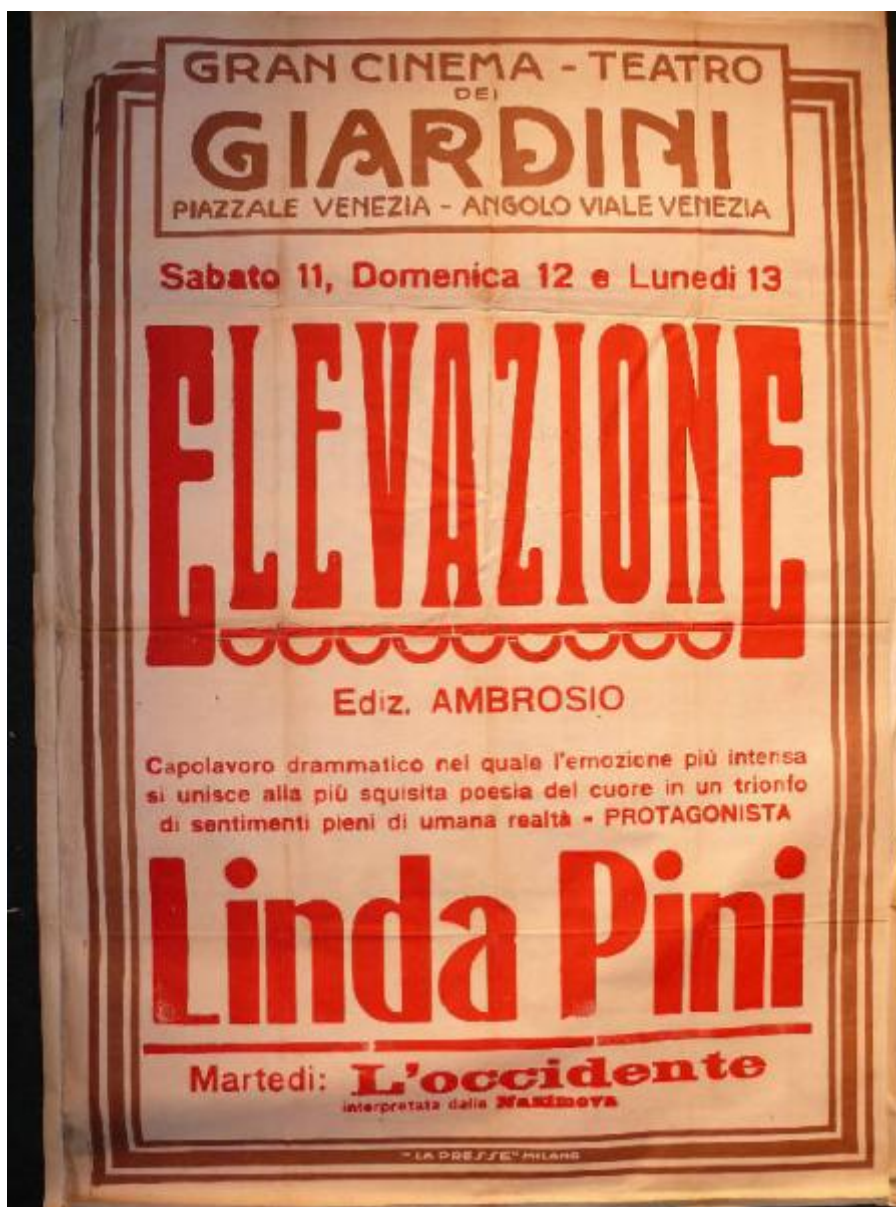 GRAN CINEMA - TEATRO
DEI
GIARDINI
PIAZZALE VENEZIA - ANGOLO VIALE VENEZIA
Sabato 11, Domenica 12 e Lunedi 13
ELEVAZIONE
Ediz. AMBROSIO
Capolavoro drammatico nel quale l'emozione più intensa
si unisce alla più squisita poesia del cuore in un trionfo
di sentimenti pieni di umana realtà - PROTAGONISTA
Linda Pini
Martedi: L'occidente
interpretata dalla Nazimova
"LA PRESSE" MILANO